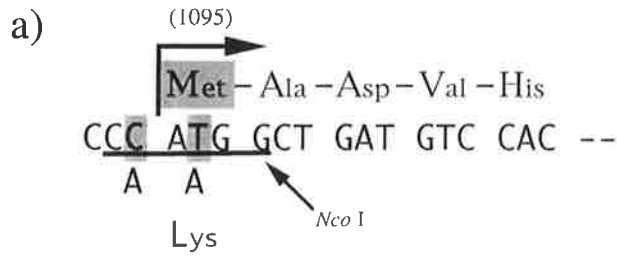 a)
(1095)
Met – Ala – Asp – Val – His
CCC ATG GCT GAT GTC CAC --
A A
Nco I
Lys